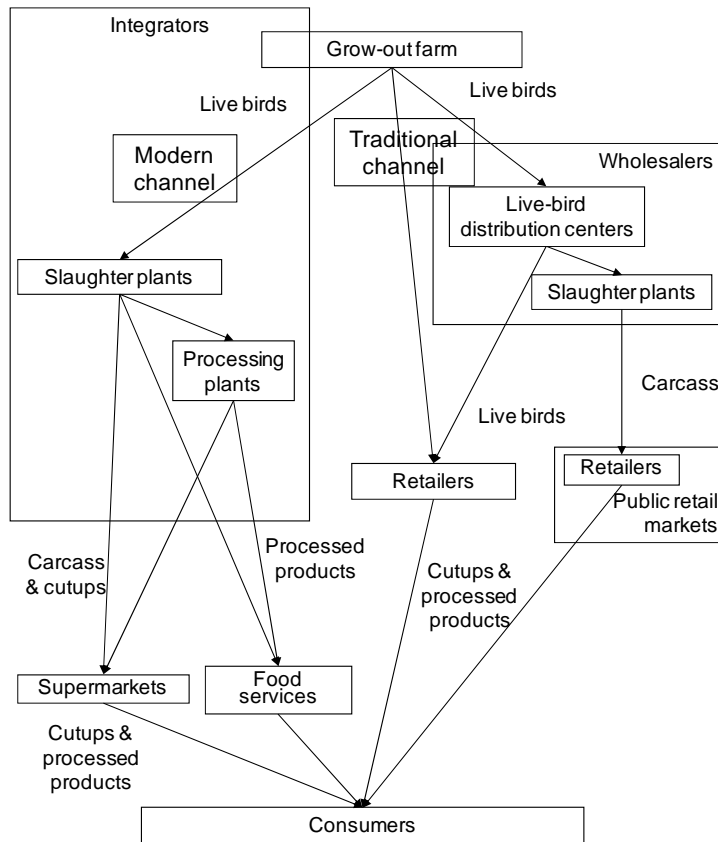 Integrators
Grow-out farm
Live birds
Live birds
Modern
channel
Traditional
channel
Wholesalers
Live-bird
distribution centers
Slaughter plants
Slaughter plants
Processing
plants
Carcass
Live birds
Retailers
Retailers
Public retail
markets
Carcass
& cutups
Processed
products
Cutups &
processed
products
Supermarkets
Food
services
Cutups &
processed
products
Consumers